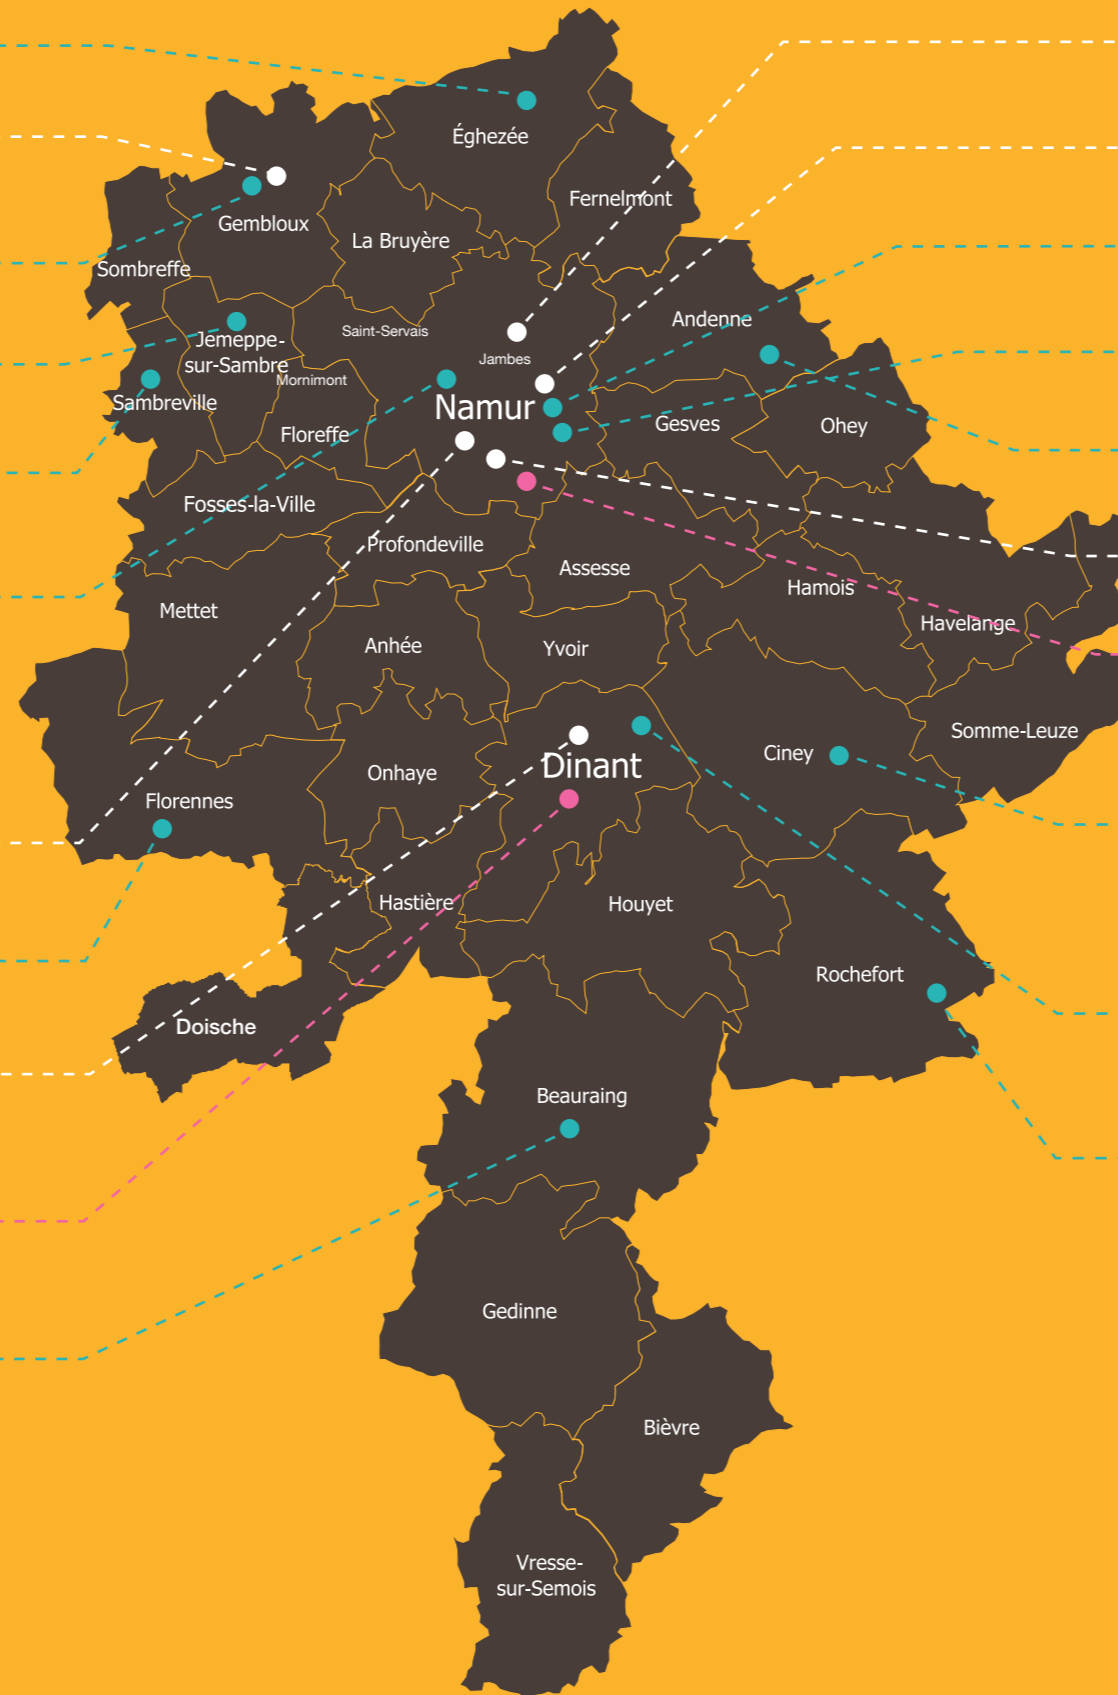 Éghezée
Fernelmont
Gembloux
La Bruyère
Sombreffe
Andenne
Saint-Servais
Jambes
Jemeppe-
sur-Sambre
Mornimont
Sambreville
Namur
Floreffe
Gesves
Ohey
Fosses-la-Ville
Profondeville
Assesse
Hamois
Mettet
Havelange
Anhée
Yvoir
Somme-Leuze
Ciney
Dinant
Onhaye
Florennes
Hastière
Houyet
Rochefort
Doische
Beauraing
Gedinne
Bièvre
Vresse-
sur-Semois